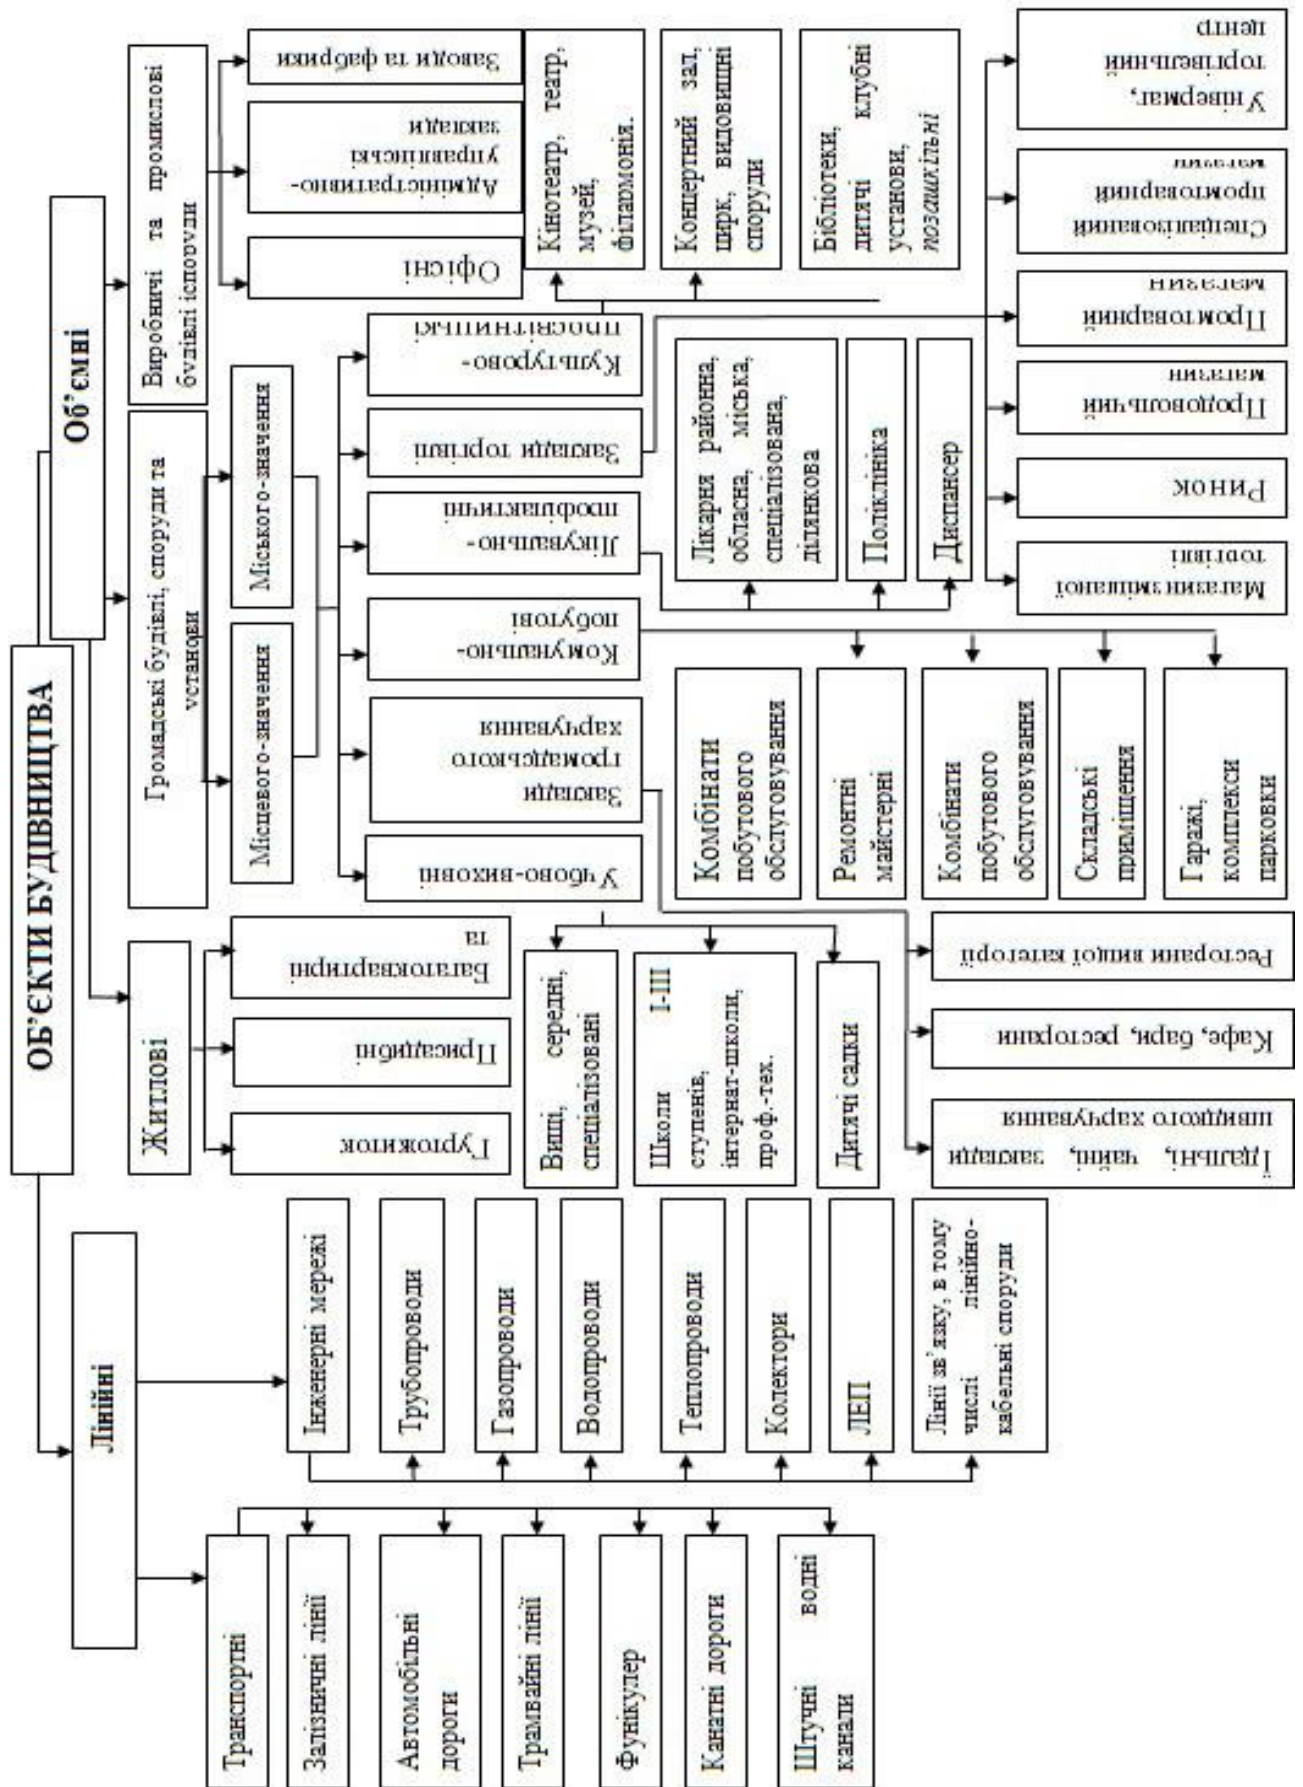 ОБ’ЄКТИ БУДІВНИЦТВА
Лінійні
Об’ємні
Транспортні
Залізничні лінії
Автомобільні
дороги
Трамвайні лінії
Фунікулер
Канатні дороги
Штучні водні
канали
Інженерні мережі
Трубопроводи
Газопроводи
Водопроводи
Теплопроводи
Колектори
ЛЕП
Лінії зв’язку, в тому
числі лінійно-
кабельні споруди
Житлові
Гуртожиток
Присадибні
Багатоквартирні
та
Громадські будівлі, споруди та
установи
Місцевого-значення
Міського-значення
Учбово-виховні
Вищі, середні,
спеціалізовані
Школи І-ІІІ
ступенів,
інтернат-школи,
проф.-тех.
Дитячі садки
Заклади
громадського
харчування
Їдальні, чайні, заклади
швидкого харчування
Кафе, бари, ресторани
Ресторани вищої категорії
Комунально-
побутові
Комбінати
побутового
обслуговування
Ремонтні
майстерні
Комбінати
побутового
обслуговування
Складські
приміщення
Гаражі,
комплекси
парковки
Лікувально-
профілактичні
Лікарня районна,
обласна, міська,
спеціалізована,
ділянкова
Поліклініка
Диспансер
Заклади торгівлі
Магазин змішаної
торгівлі
Ринок
Продовольчий
магазин
Промтоварний
магазин
Спеціалізований
промтоварний
магазин
Універмаг,
торгівельний
центр
Культурово-
просвітницькі
Кінотеатр, театр,
музей,
філармонія.
Концертний зал,
цирк, видовищні
споруди
Бібліотеки,
дитячі клубні
установи,
позашкільні
Виробничі та промислові
будівлі іспоруди
Офісні
Адміністративно-
управлінські
заклади
Заводи та фабрики